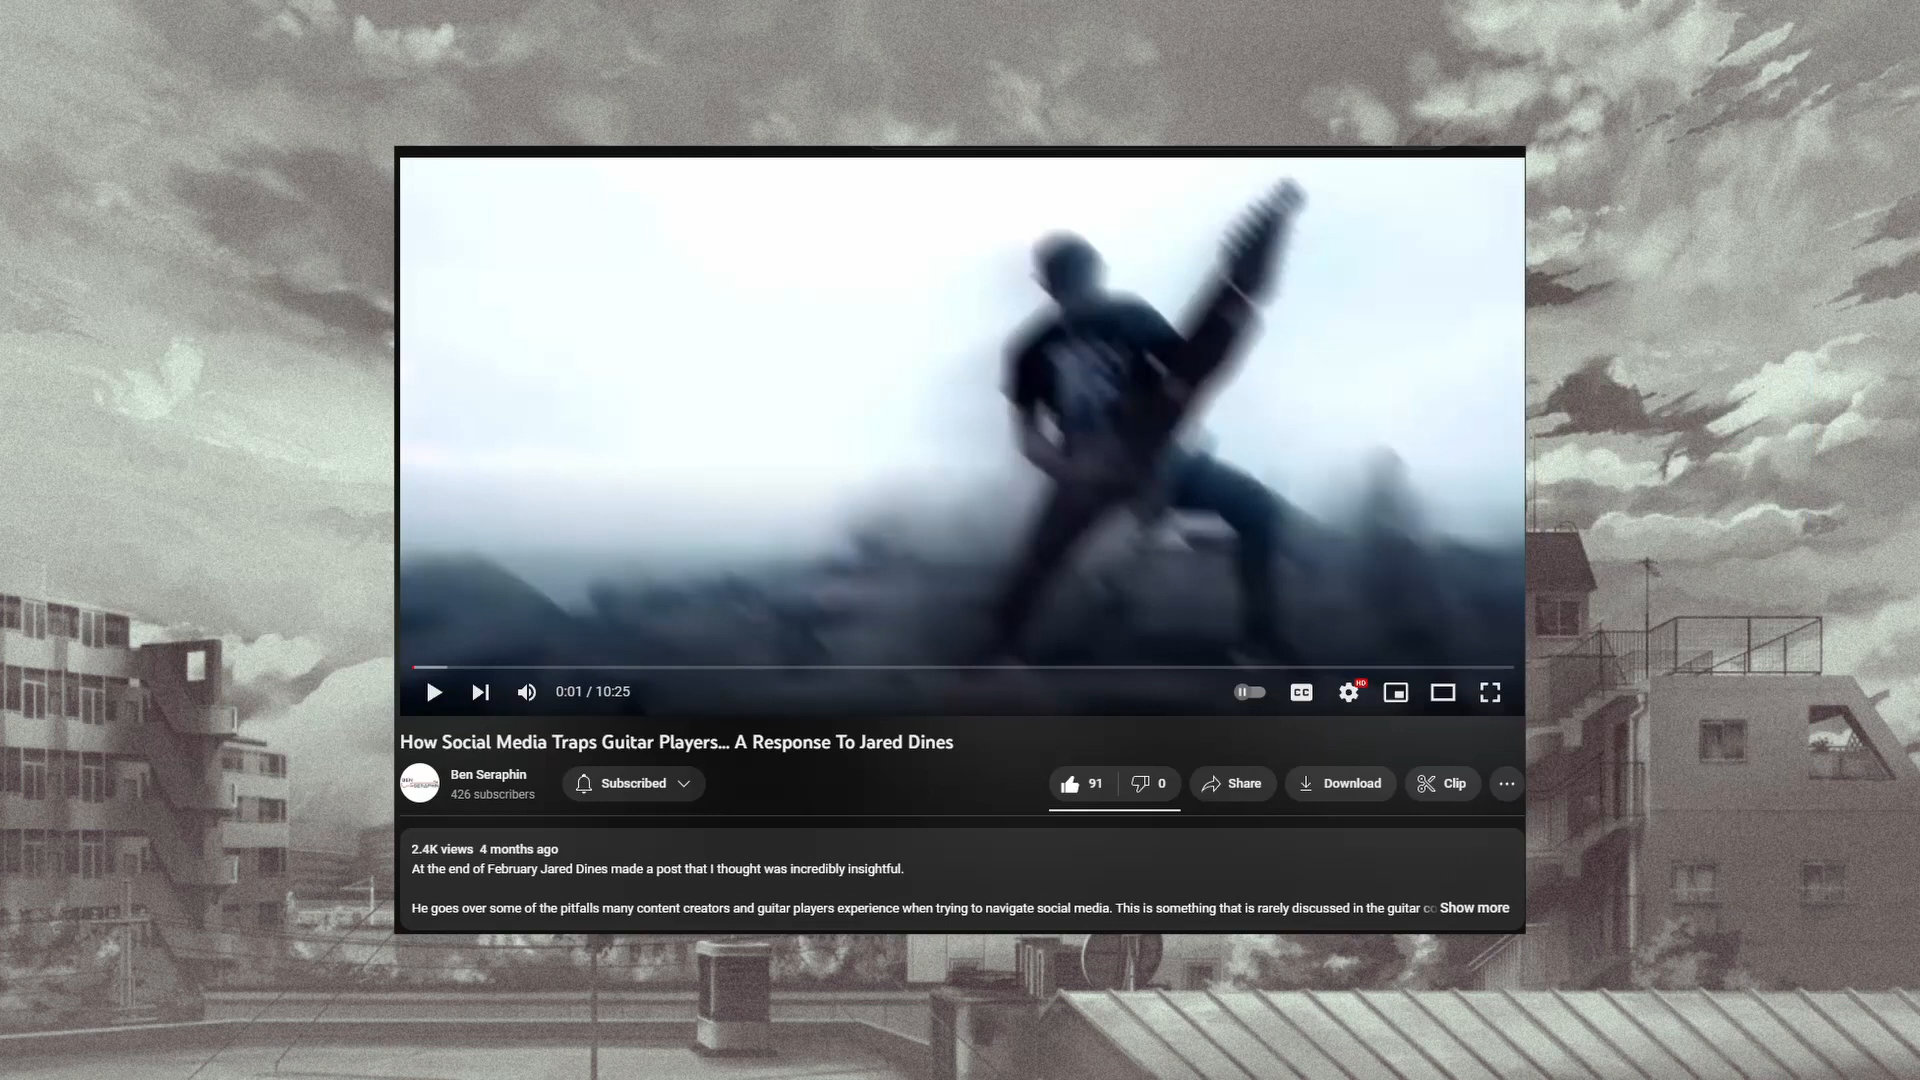 CC
HD
0:01 / 10:25
How Social Media Traps Guitar Players... A Response To Jared Dines
BEN
SERAPHIN
Ben Seraphin
426 subscribers
Subscribed
91
0
Share
Download
Clip
2.4K views 4 months ago
At the end of February Jared Dines made a post that I thought was incredibly insightful.
He goes over some of the pitfalls many content creators and guitar players experience when trying to navigate social media. This is something that is rarely discussed in the guitar co Show more